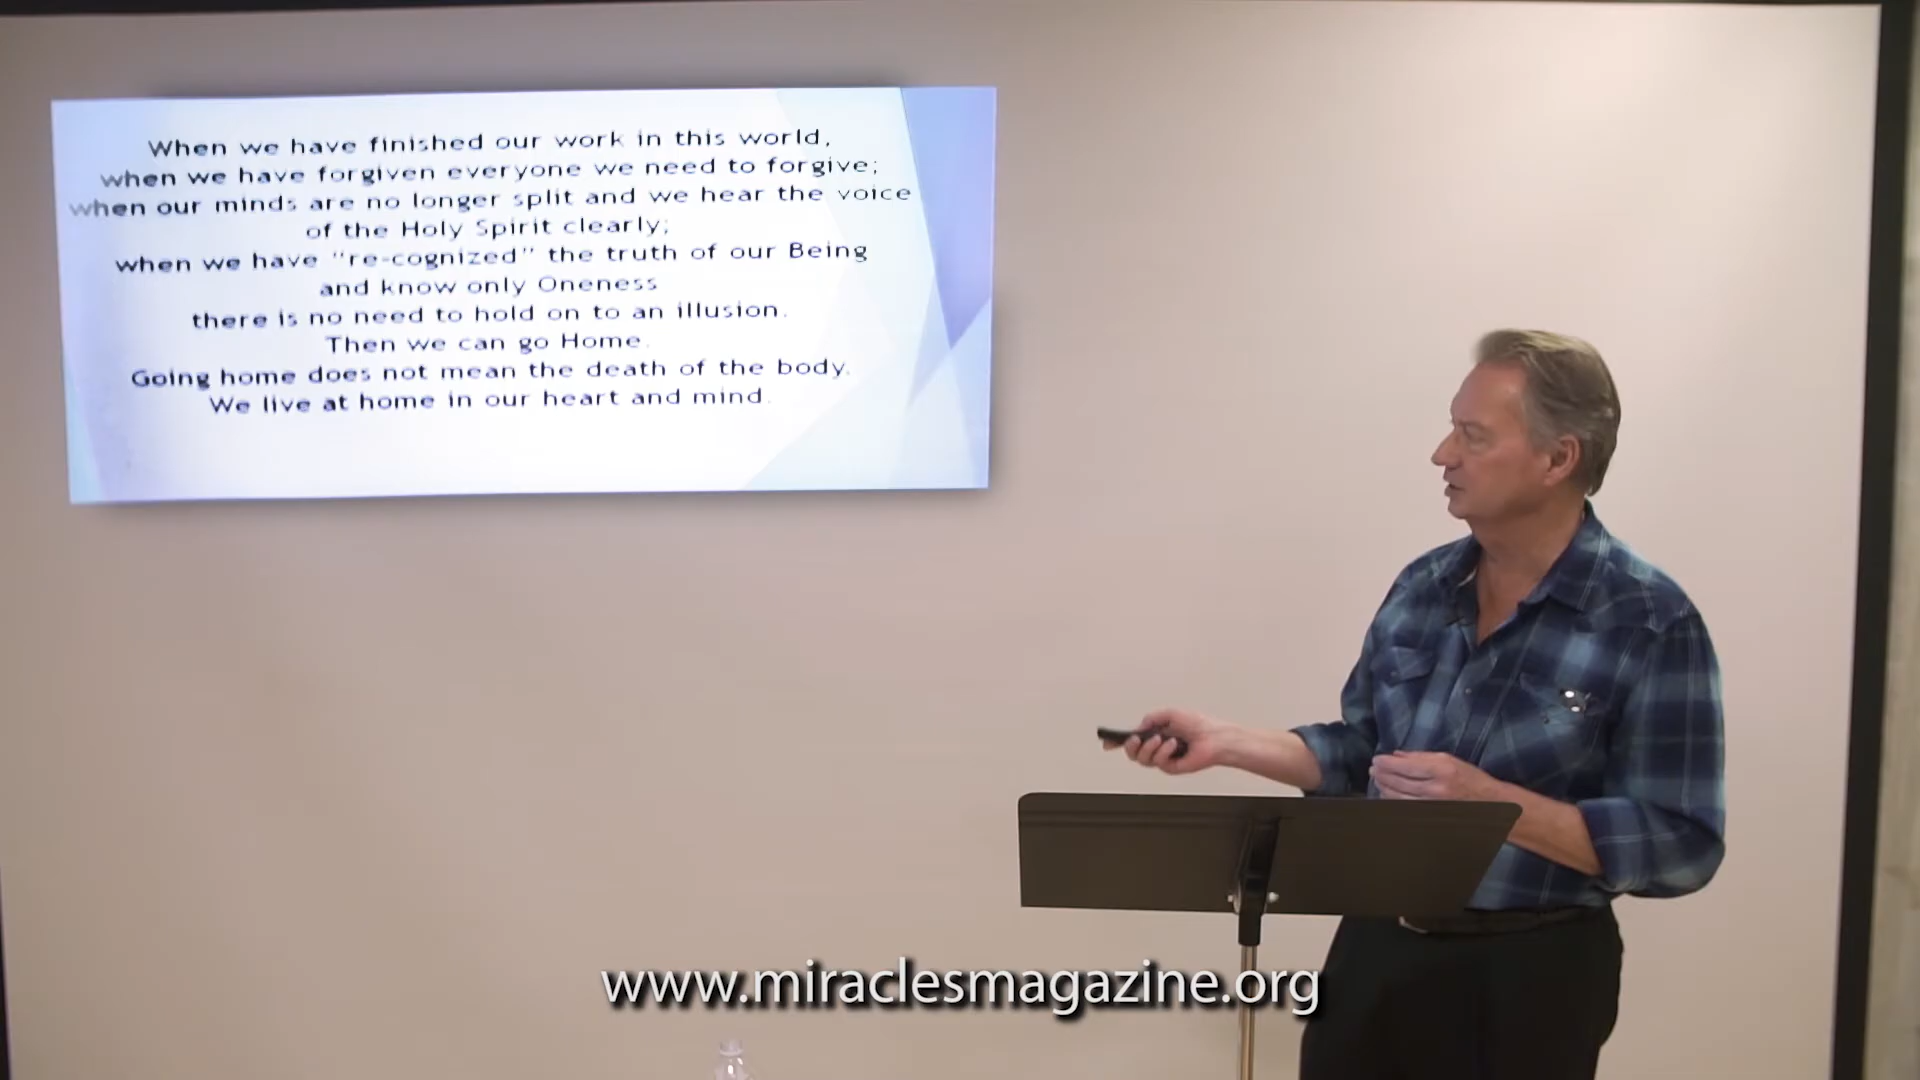 When we have finished our work in this world,
when we have forgiven everyone we need to forgive;
when our minds are no longer split and we hear the voice
of the Holy Spirit clearly;
when we have "re-cognized" the truth of our Being
and know only Oneness
there is no need to hold on to an illusion.
Then we can go Home.
Going home does not mean the death of the body.
We live at home in our heart and mind.
www.miraclesmagazine.org